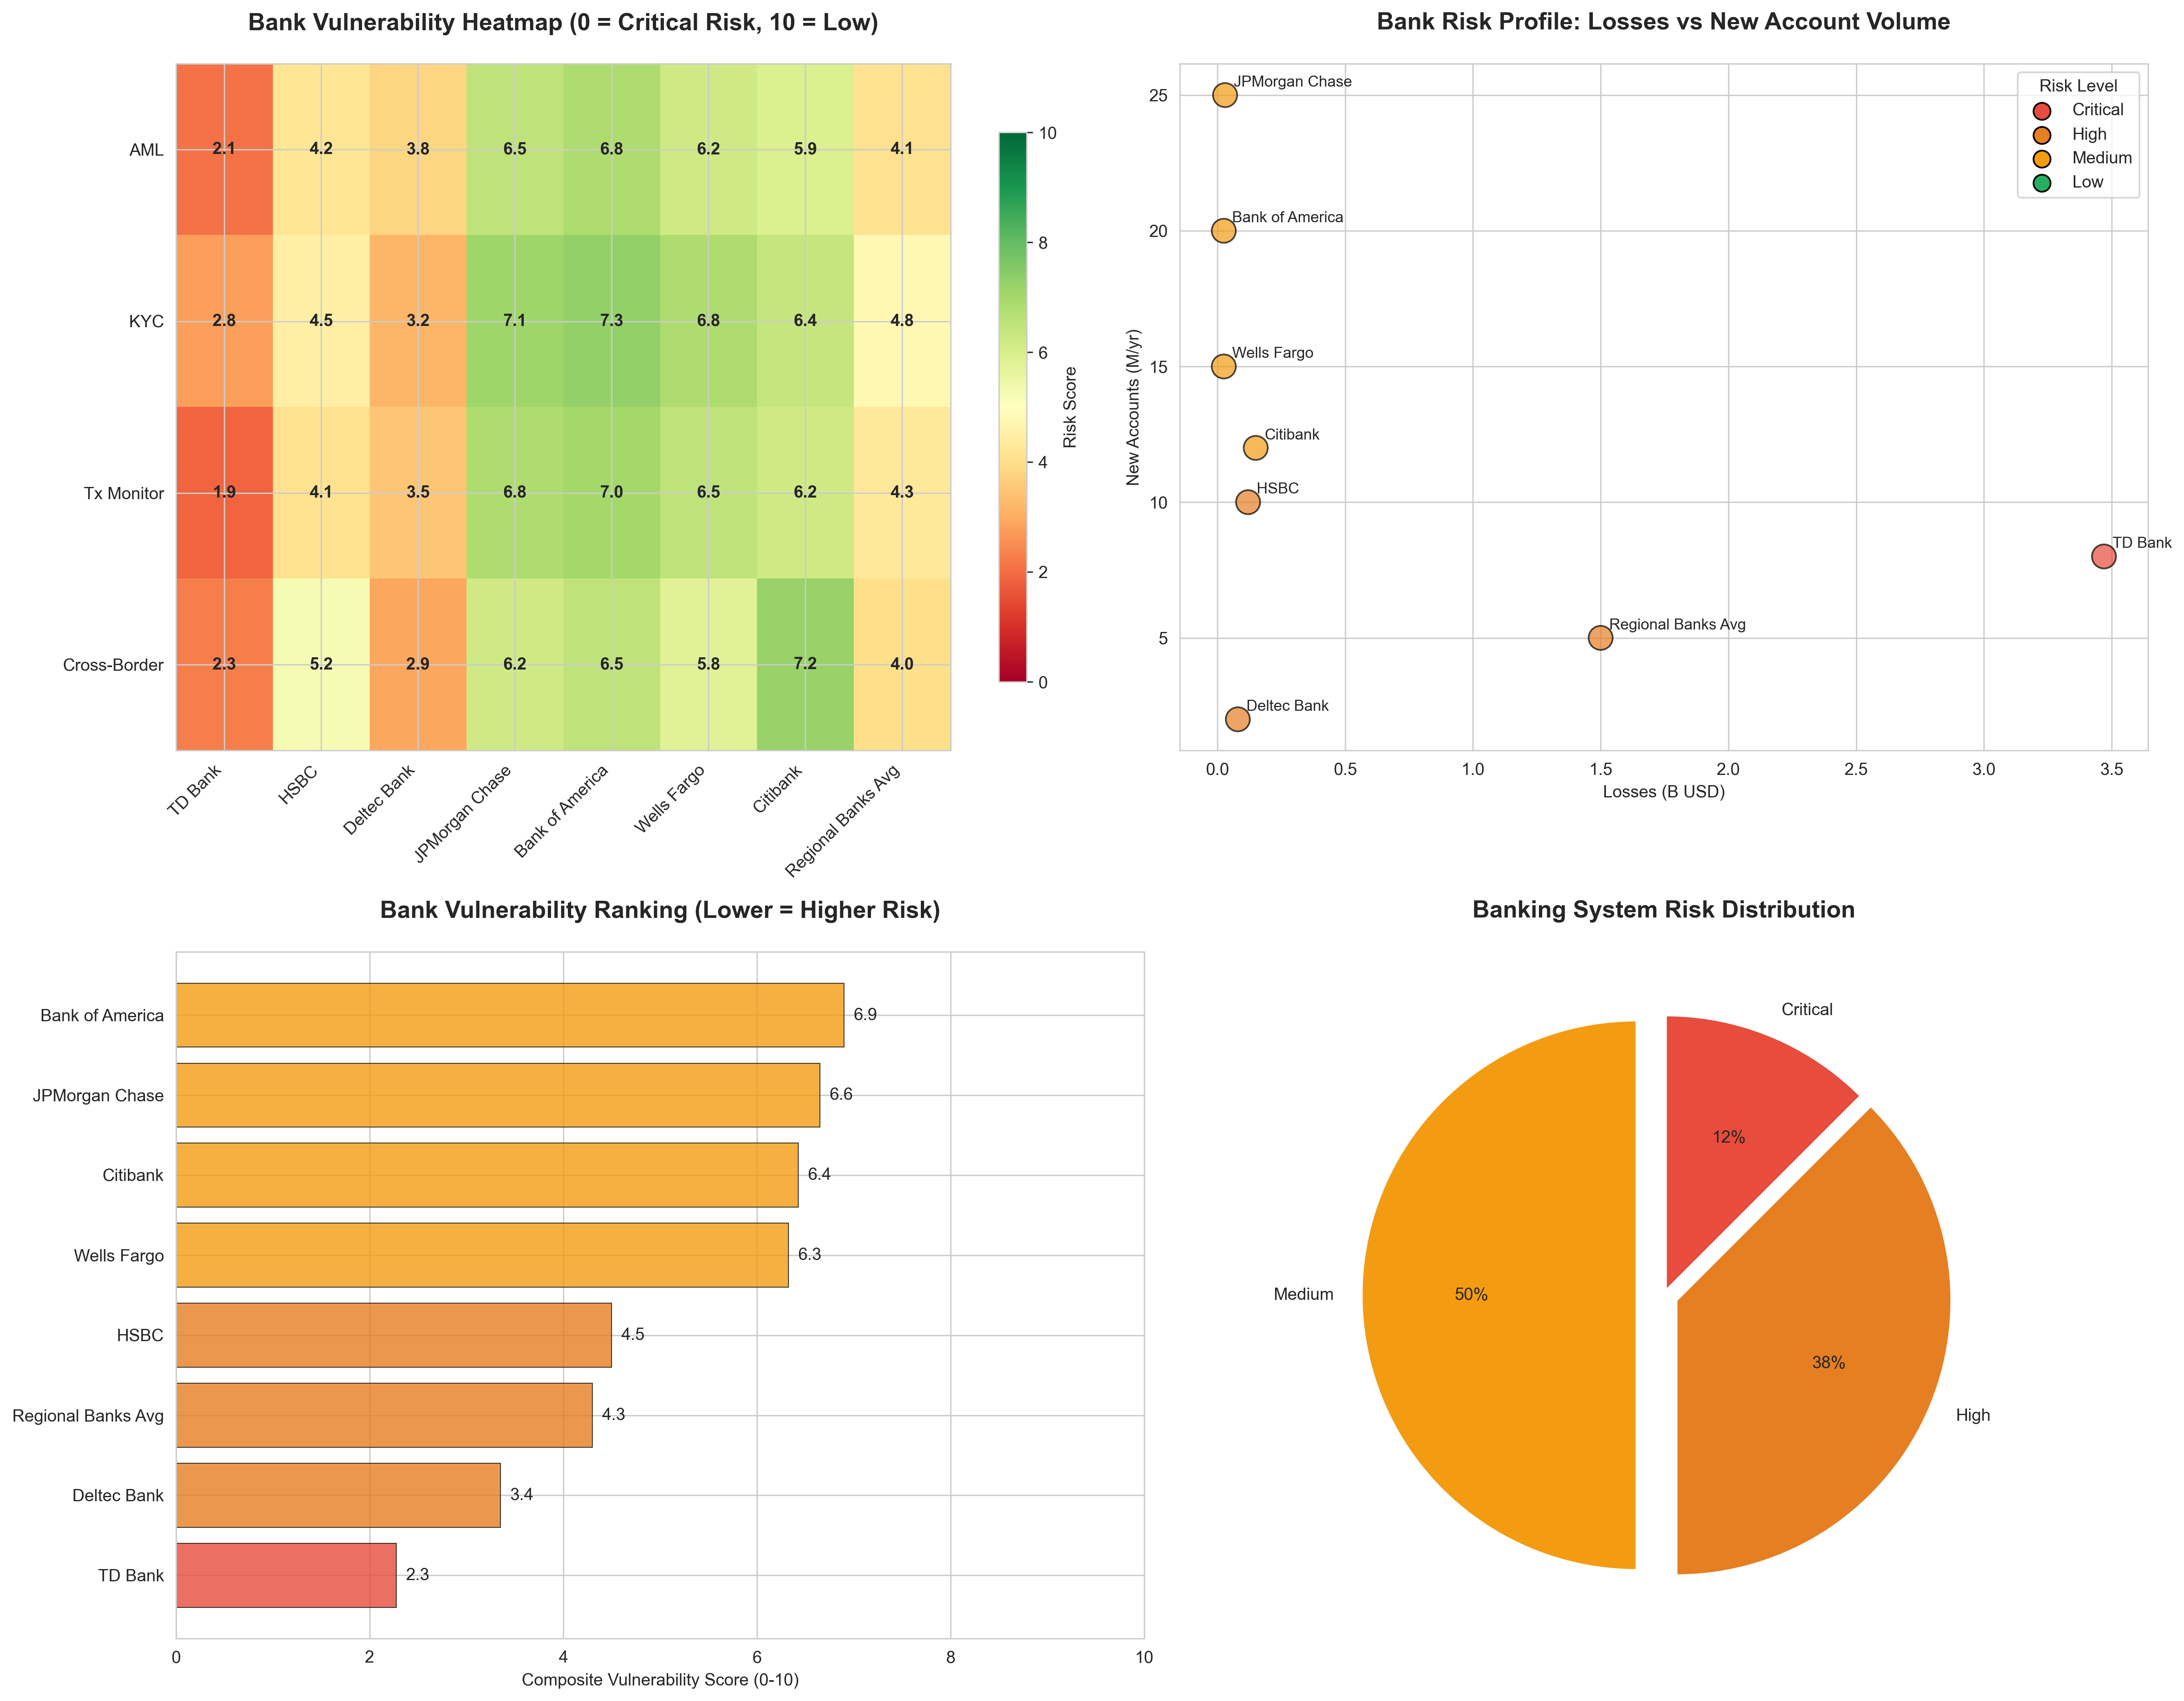 Bank Vulnerability Heatmap (0 = Critical Risk, 10 = Low)
AML
2.1 4.2 3.8 6.5 6.8 6.2 5.9 4.1
KYC
2.8 4.5 3.2 7.1 7.3 6.8 6.4 4.8
Tx Monitor
1.9 4.1 3.5 6.8 7.0 6.5 6.2 4.3
Cross-Border
2.3 5.2 2.9 6.2 6.5 5.8 7.2 4.0
TD Bank
HSBC
Deltec Bank
JPMorgan Chase
Bank of America
Wells Fargo
Citibank
Regional Banks Avg
10
8
6
4
2
0
Risk Score
Bank Risk Profile: Losses vs New Account Volume
New Accounts (M/yr)
25
20
15
10
5
JPMorgan Chase
Bank of America
Wells Fargo
Citibank
HSBC
TD Bank
Regional Banks Avg
Deltec Bank
Risk Level
Critical
High
Medium
Low
0.0 0.5 1.0 1.5 2.0 2.5 3.0 3.5
Losses (B USD)
Bank Vulnerability Ranking (Lower = Higher Risk)
Bank of America 6.9
JPMorgan Chase 6.6
Citibank 6.4
Wells Fargo 6.3
HSBC 4.5
Regional Banks Avg 4.3
Deltec Bank 3.4
TD Bank 2.3
0 2 4 6 8 10
Composite Vulnerability Score (0-10)
Banking System Risk Distribution
Critical
12%
Medium
50%
38%
High